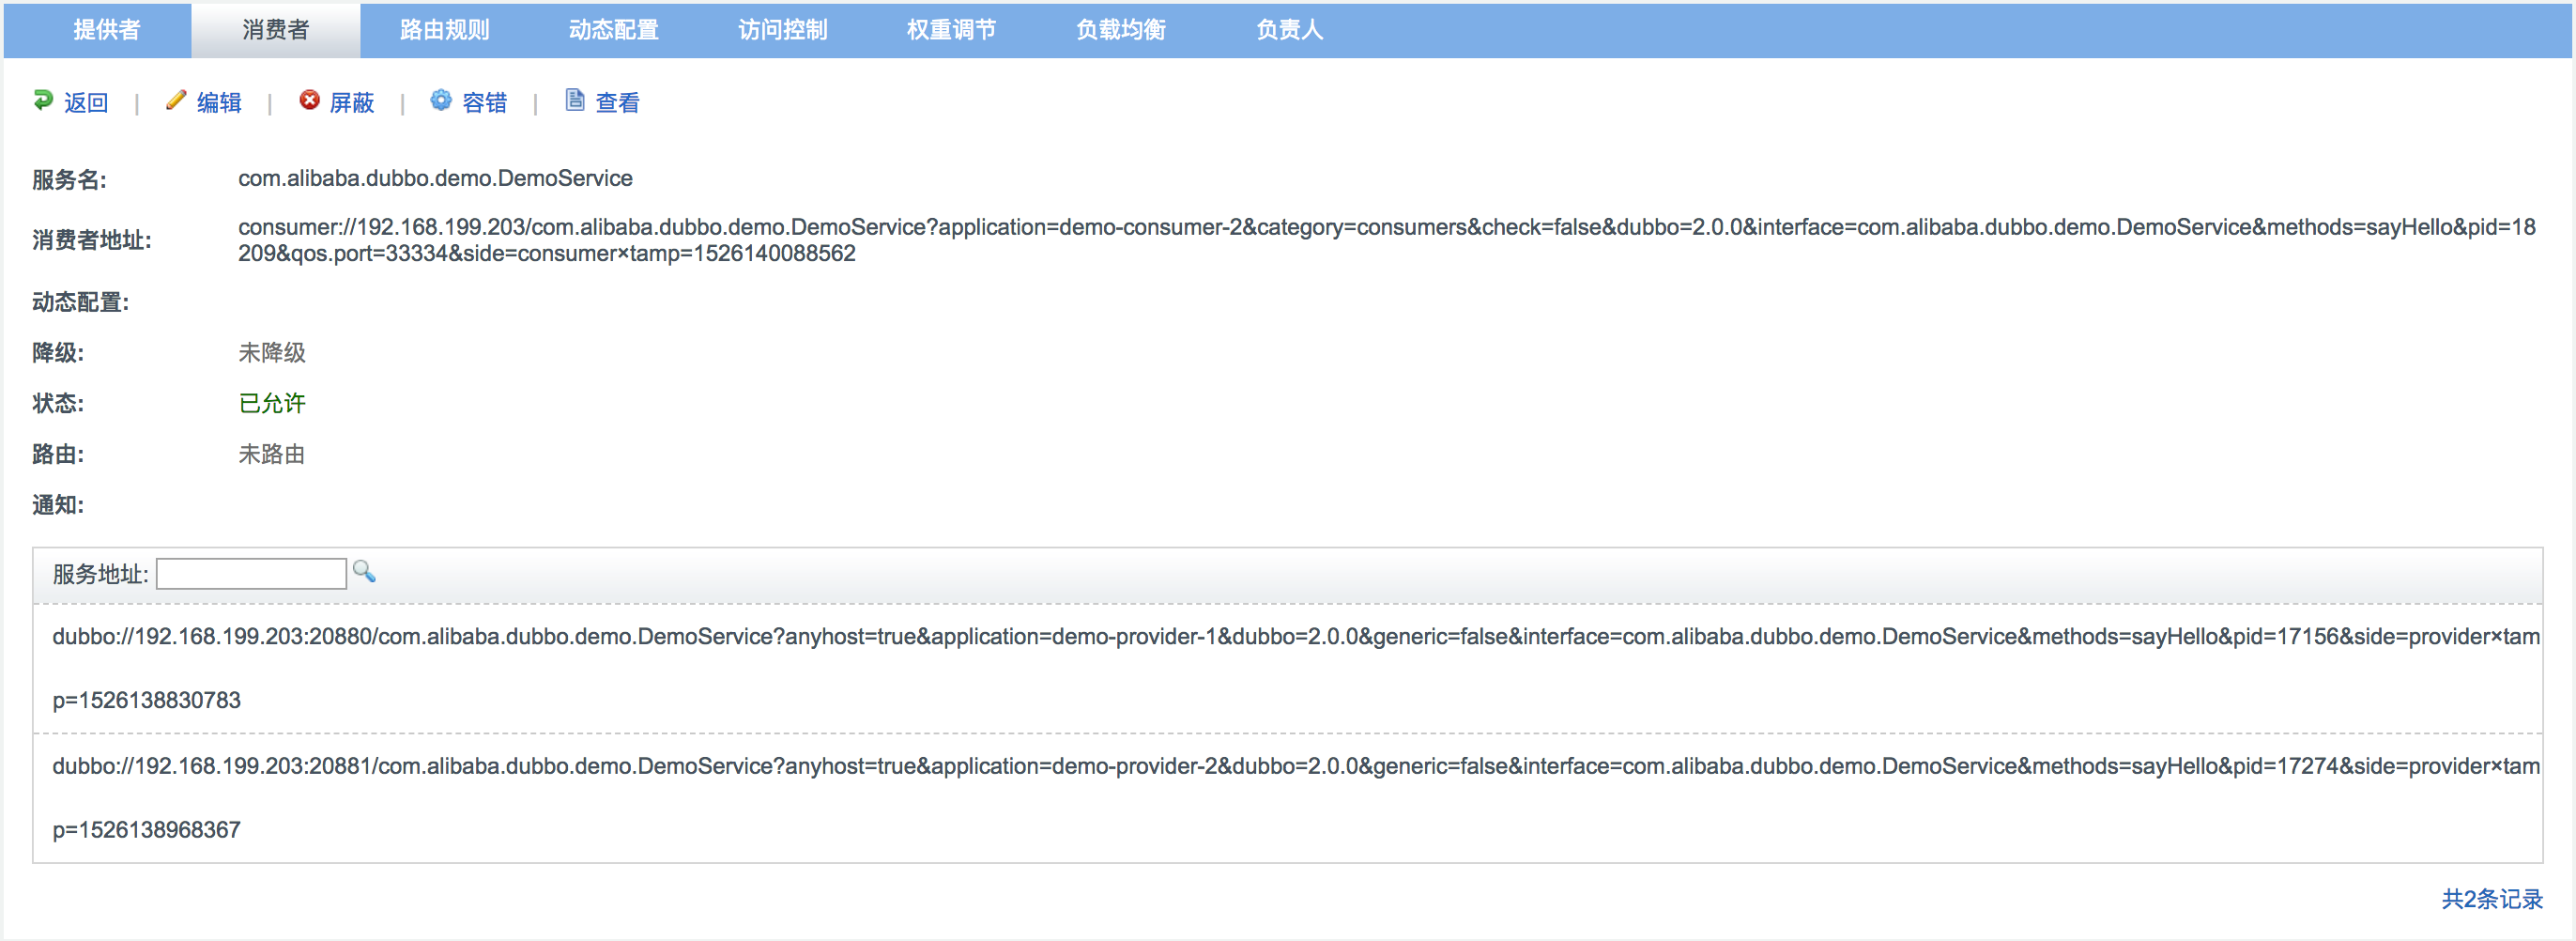 提供者 消费者 路由规则 动态配置 访问控制 权重调节 负载均衡 负责人
返回 | 编辑 | 屏蔽 | 容错 | 查看
服务名: com.alibaba.dubbo.demo.DemoService
消费者地址: consumer://192.168.199.203/com.alibaba.dubbo.demo.DemoService?application=demo-consumer-2&category=consumers&check=false&dubbo=2.0.0&interface=com.alibaba.dubbo.demo.DemoService&methods=sayHello&pid=18
209&qos.port=33334&side=consumer×tamp=1526140088562
动态配置:
降级: 未降级
状态: 已允许
路由: 未路由
通知:
服务地址:
dubbo://192.168.199.203:20880/com.alibaba.dubbo.demo.DemoService?anyhost=true&application=demo-provider-1&dubbo=2.0.0&generic=false&interface=com.alibaba.dubbo.demo.DemoService&methods=sayHello&pid=17156&side=provider×tam
p=1526138830783
dubbo://192.168.199.203:20881/com.alibaba.dubbo.demo.DemoService?anyhost=true&application=demo-provider-2&dubbo=2.0.0&generic=false&interface=com.alibaba.dubbo.demo.DemoService&methods=sayHello&pid=17274&side=provider×tam
p=1526138968367
共2条记录